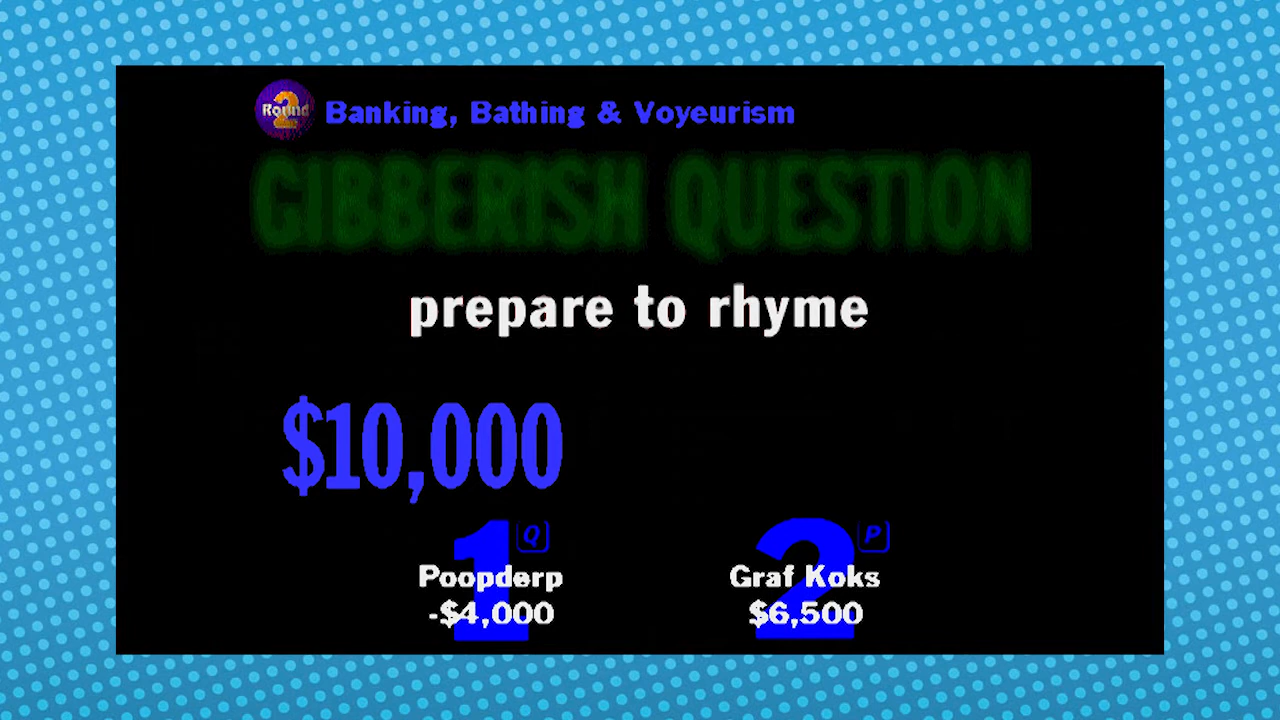 Round 2 Banking, Bathing & Voyeurism
GIBBERISH QUESTION
prepare to rhyme
$10,000
1 Q
Poopderp
-$4,000
2 P
Graf Koks
$6,500